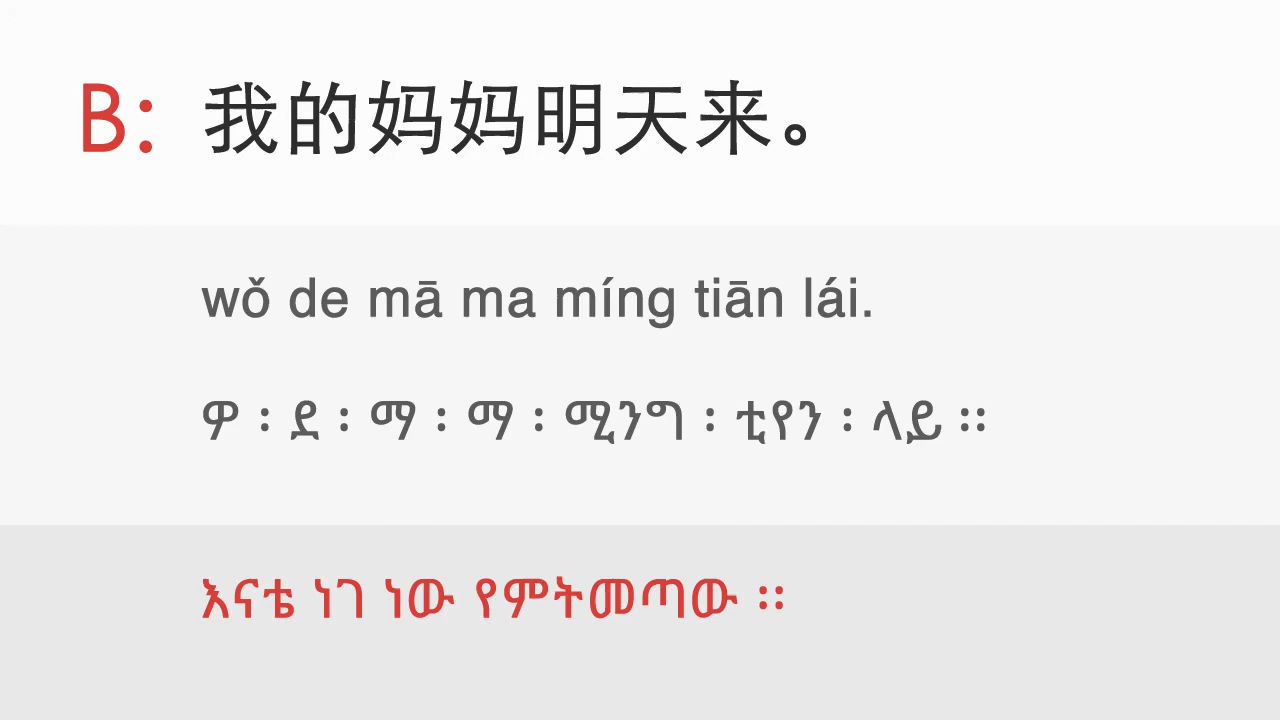 B: 我的妈妈明天来。
wǒ de mā ma míng tiān lái.
ዎ ፡ ደ ፡ ማ ፡ ማ ፡ ሚንግ ፡ ቲየን ፡ ላይ ።
እናቴ ነገ ነው የምትመጣው ።